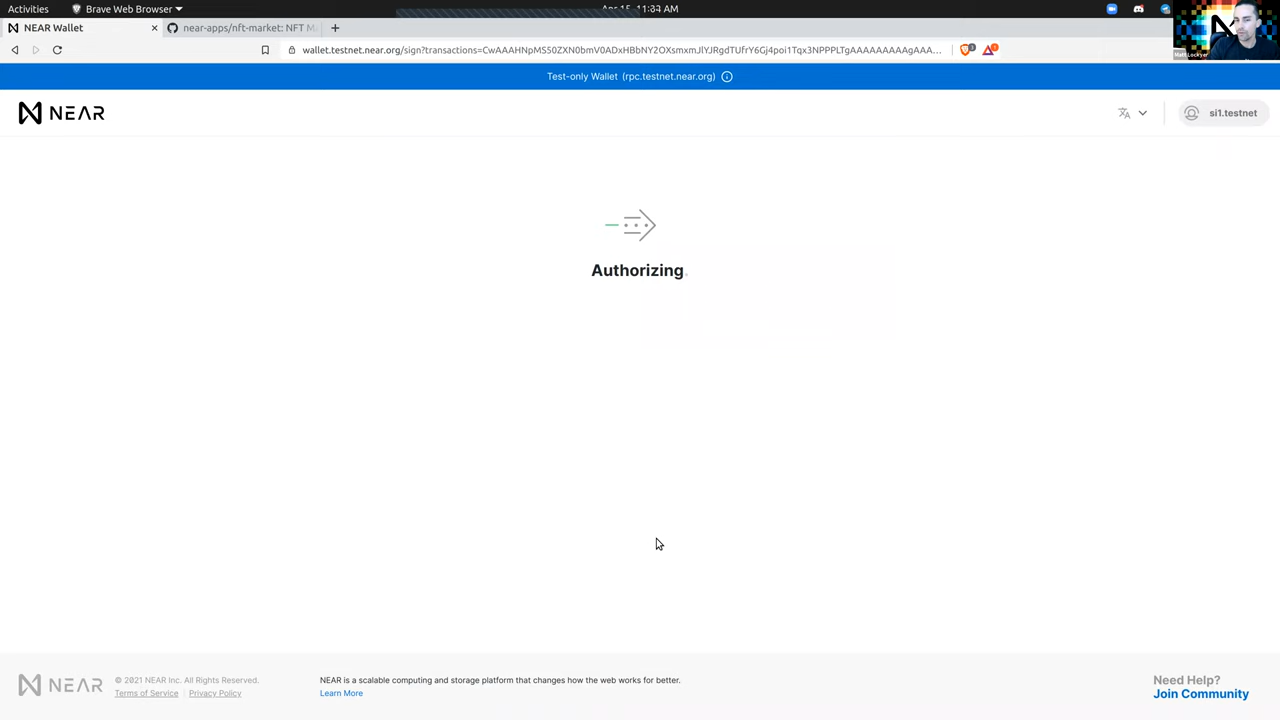 Activities
Brave Web Browser
Apr 15, 11:37 AM
NEAR Wallet
near-apps/nft-market: NFT M
wallet.testnet.near.org/sign?transactions=
Matt Lockyer
Test-only Wallet (rpc.testnet.near.org)
NEAR
si1.testnet
Authorizing.
NEAR
© 2021 NEAR Inc. All Rights Reserved.
Terms of Service | Privacy Policy
NEAR is a scalable computing and storage platform that changes how the web works for better.
Learn More
Need Help?
Join Community